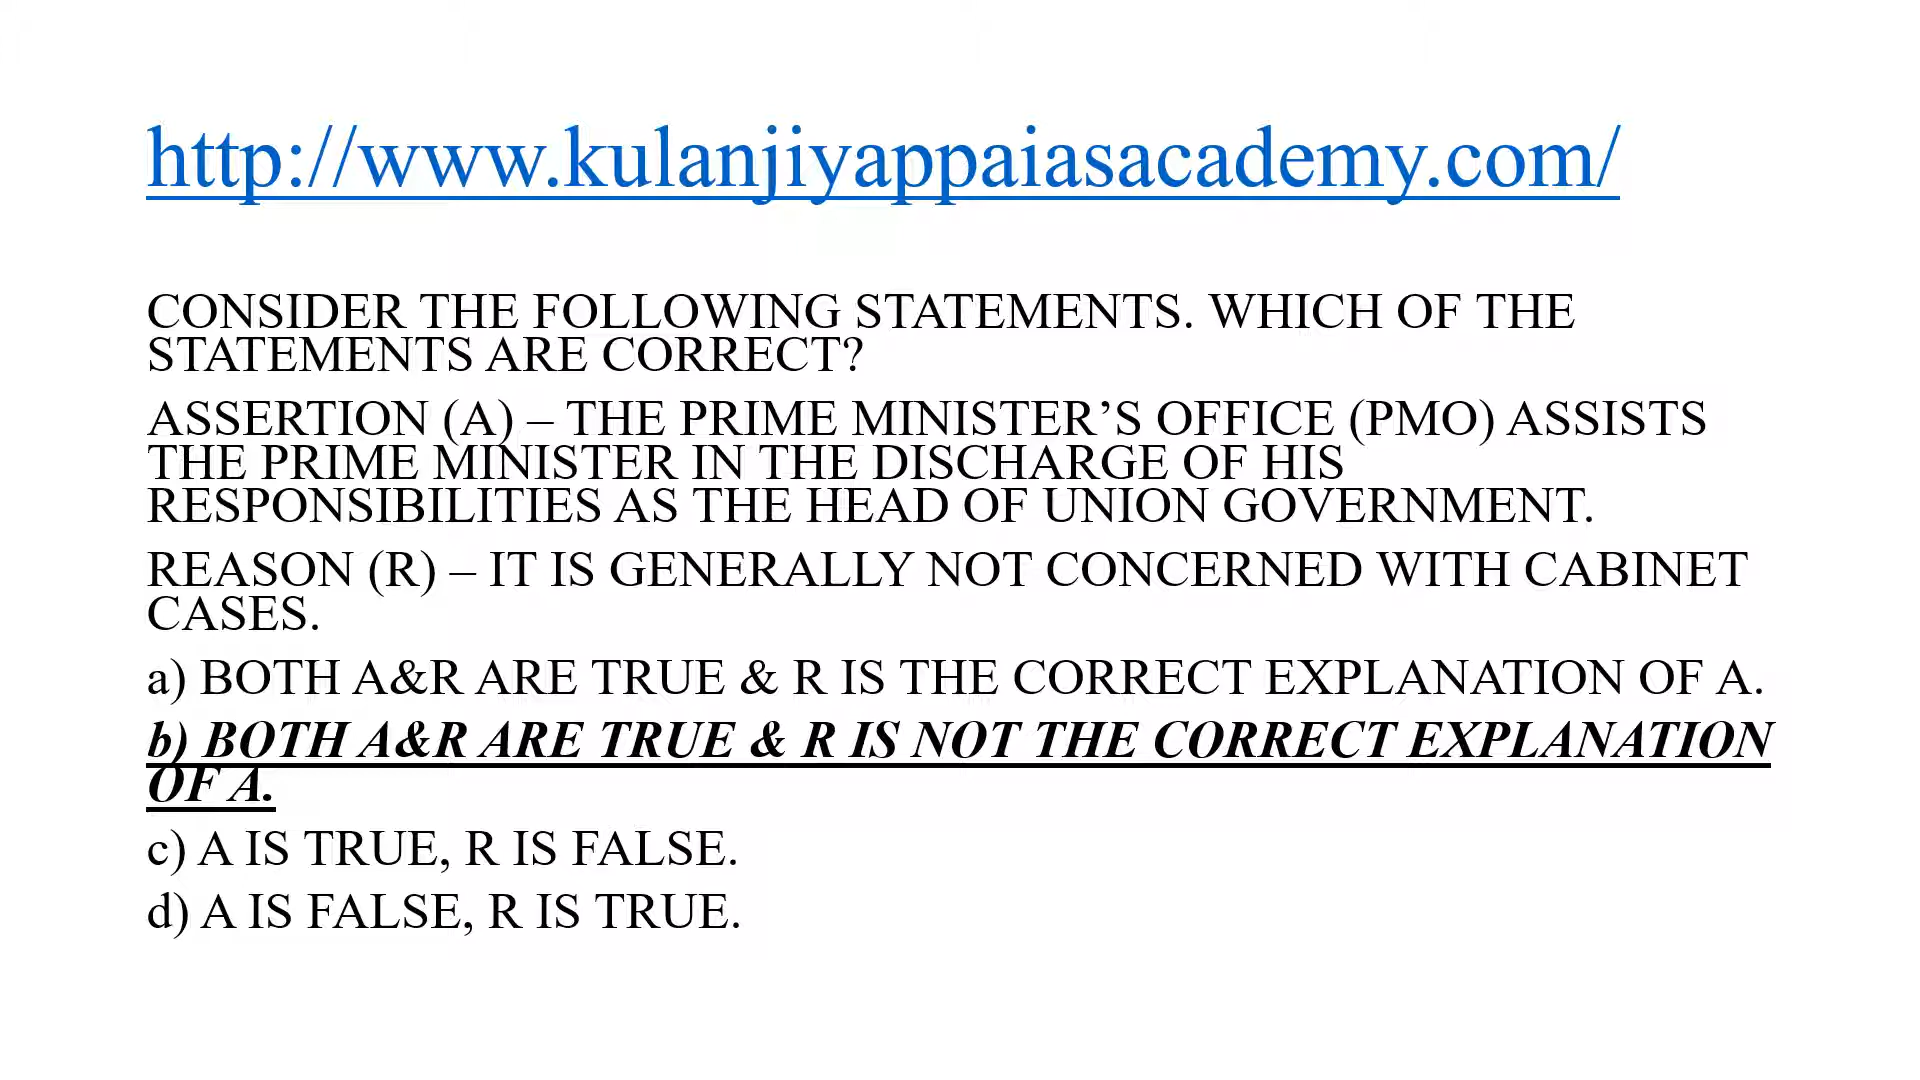 http://www.kulanjiyappaiasacademy.com/
CONSIDER THE FOLLOWING STATEMENTS. WHICH OF THE
STATEMENTS ARE CORRECT?
ASSERTION (A) – THE PRIME MINISTER’S OFFICE (PMO) ASSISTS
THE PRIME MINISTER IN THE DISCHARGE OF HIS
RESPONSIBILITIES AS THE HEAD OF UNION GOVERNMENT.
REASON (R) – IT IS GENERALLY NOT CONCERNED WITH CABINET
CASES.
a) BOTH A&R ARE TRUE & R IS THE CORRECT EXPLANATION OF A.
b) BOTH A&R ARE TRUE & R IS NOT THE CORRECT EXPLANATION
OF A.
c) A IS TRUE, R IS FALSE.
d) A IS FALSE, R IS TRUE.